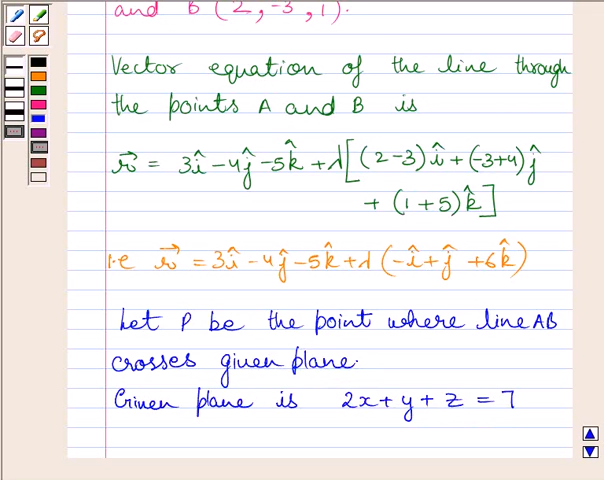 and B (2, -3, 1).
Vector equation of the line through
the points A and B is
r⃗ = 3î - 4ĵ - 5k̂ + λ[(2-3)î + (-3+4)ĵ
+ (1+5)k̂]
i.e r⃗ = 3î - 4ĵ - 5k̂ + λ (-î + ĵ + 6k̂)
Let P be the point where line AB
crosses given plane.
Given plane is 2x + y + z = 7